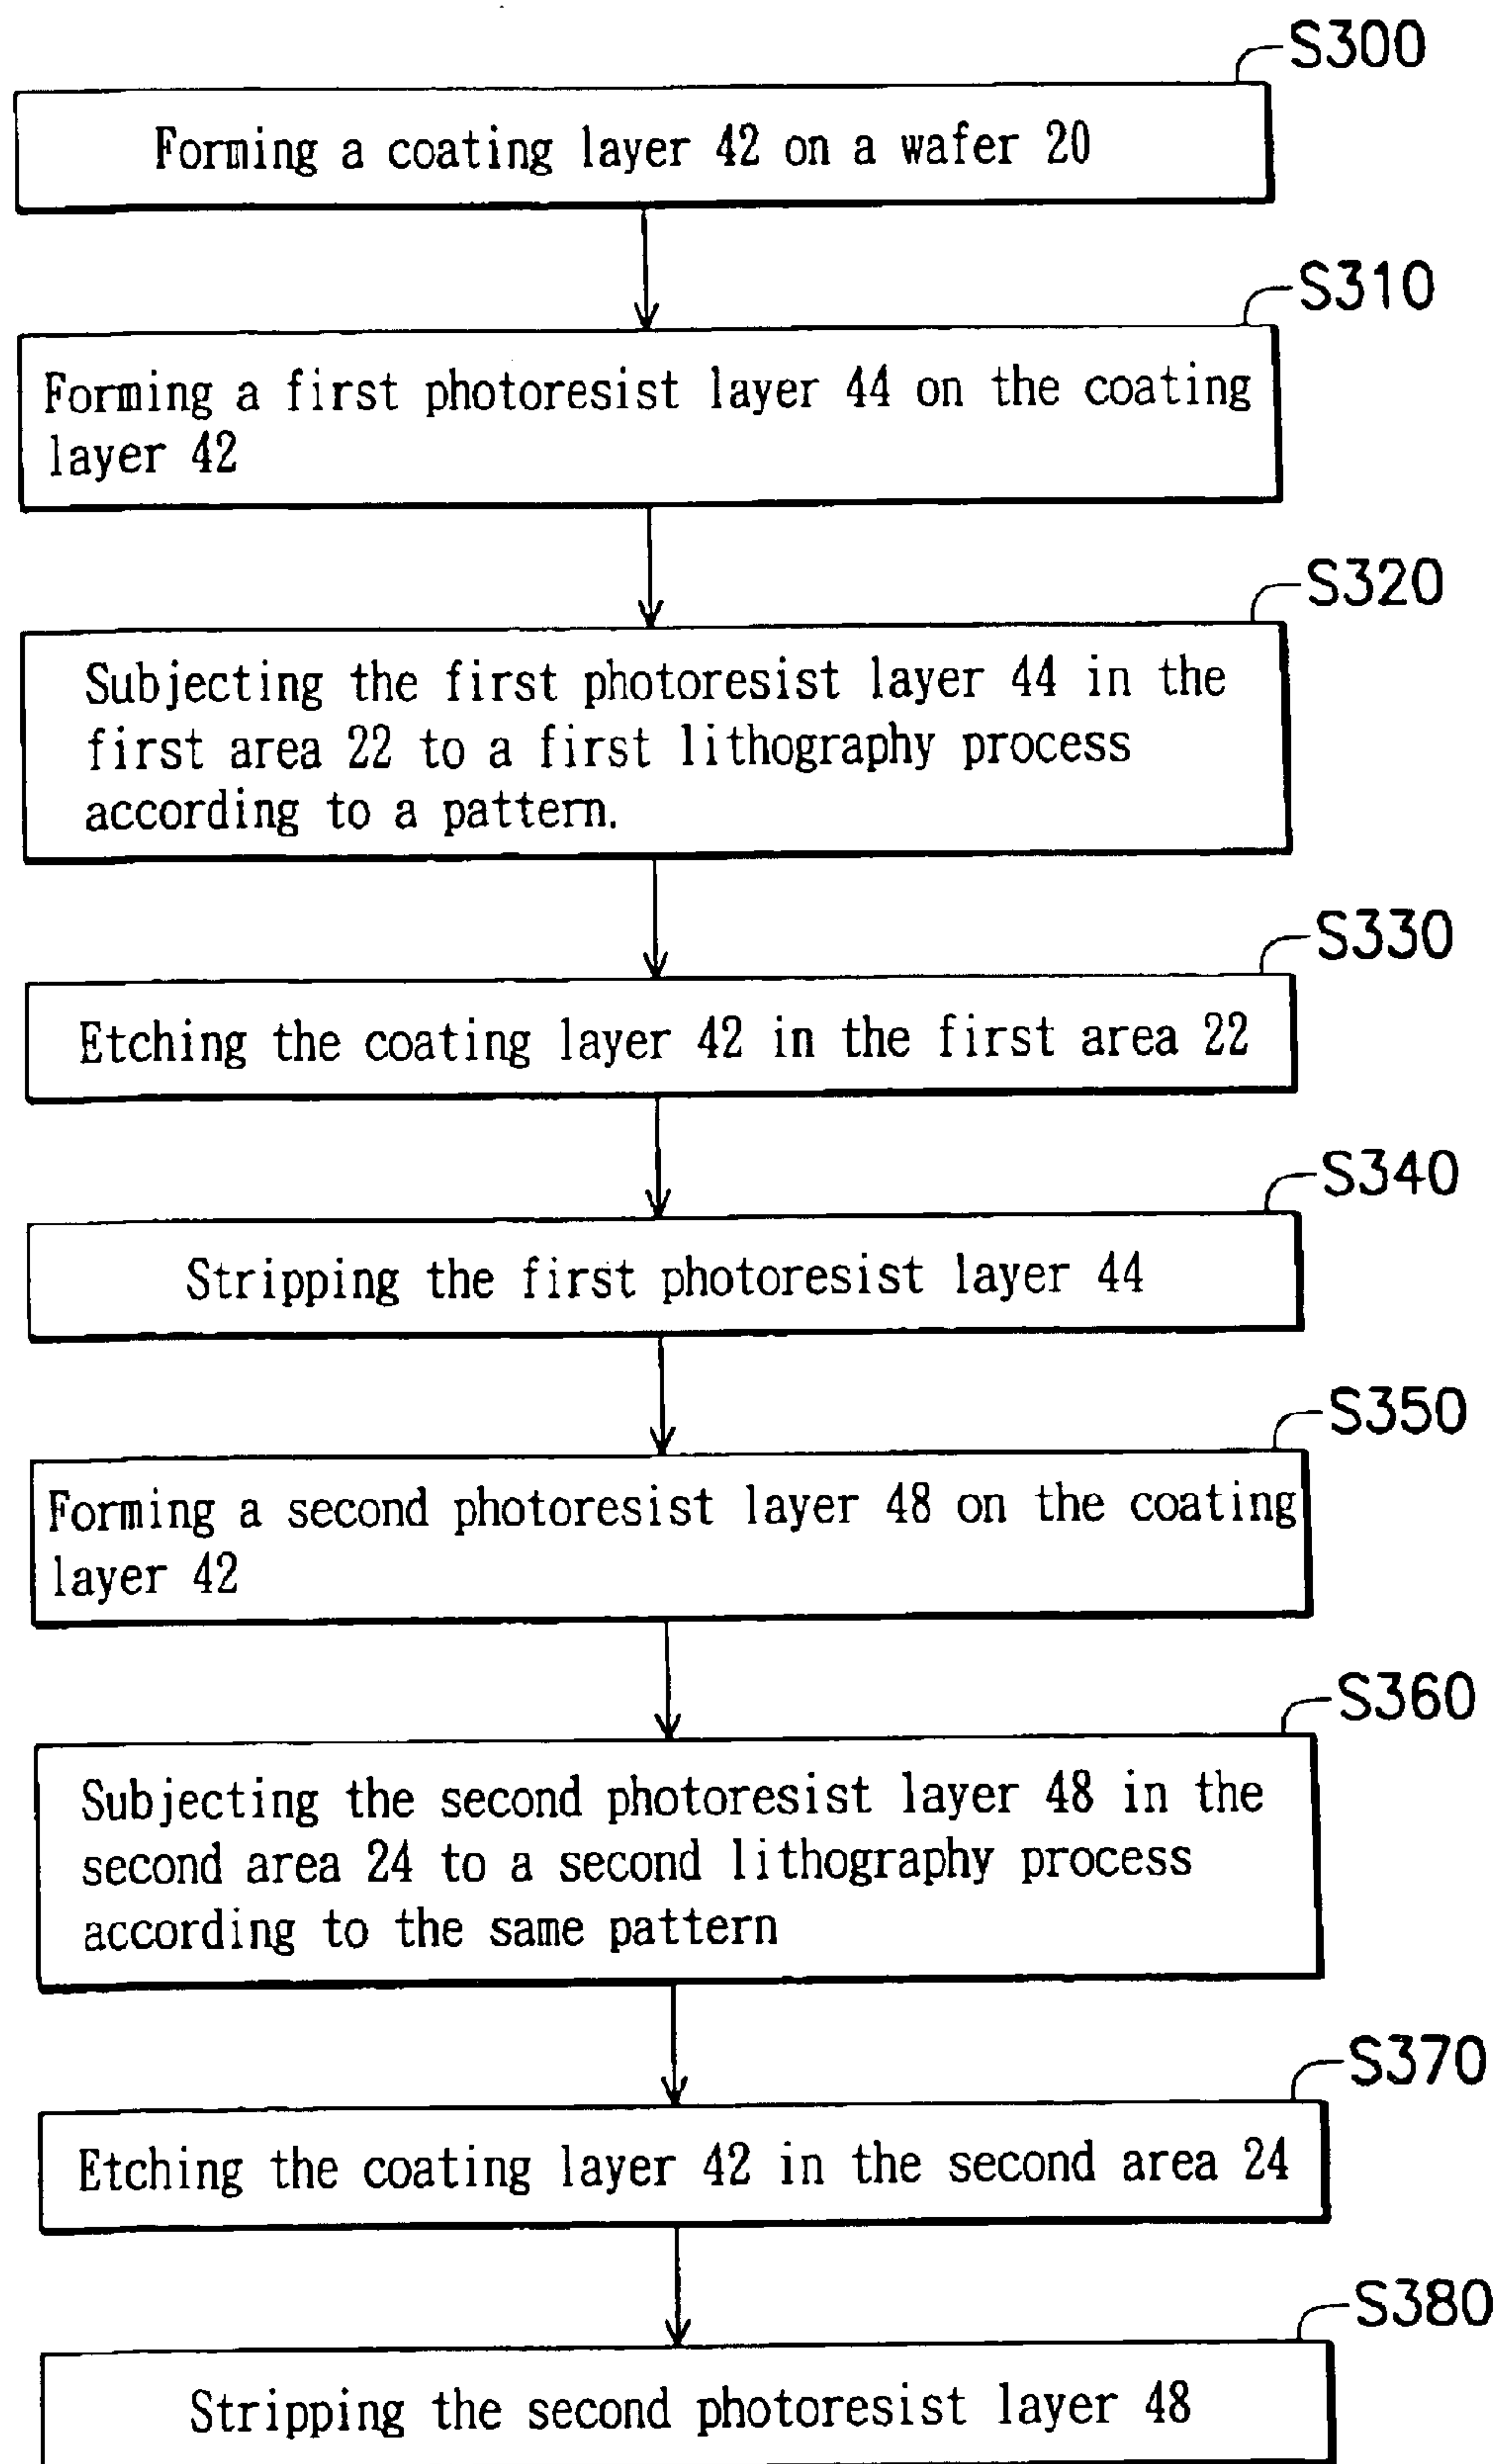 S300
Forming a coating layer 42 on a wafer 20
S310
Forming a first photoresist layer 44 on the coating
layer 42
S320
Subjecting the first photoresist layer 44 in the
first area 22 to a first lithography process
according to a pattern.
S330
Etching the coating layer 42 in the first area 22
S340
Stripping the first photoresist layer 44
S350
Forming a second photoresist layer 48 on the coating
layer 42
S360
Subjecting the second photoresist layer 48 in the
second area 24 to a second lithography process
according to the same pattern
S370
Etching the coating layer 42 in the second area 24
S380
Stripping the second photoresist layer 48